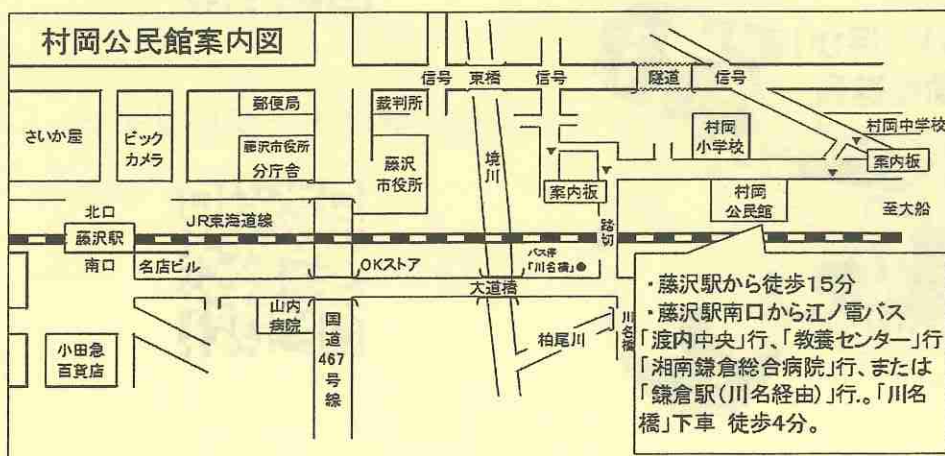 村岡公民館案内図
信号
東橋
信号
隧道
信号
さいか屋
ビック
カメラ
郵便局
藤沢市役所
分庁舎
裁判所
藤沢
市役所
境川
村岡
小学校
村岡中学校
案内板
案内板
村岡
公民館
至大船
北口
JR東海道線
藤沢駅
踏切
南口
名店ビル
OKストア
バス停
「川名橋」●
大道橋
山内
病院
国道467号線
柏尾川
川名橋
小田急
百貨店
・藤沢駅から徒歩15分
・藤沢駅南口から江ノ電バス
「渡内中央」行、「教養センター」行
「湘南鎌倉総合病院」行、または
「鎌倉駅(川名経由)」行.。「川名
橋」下車 徒歩4分。